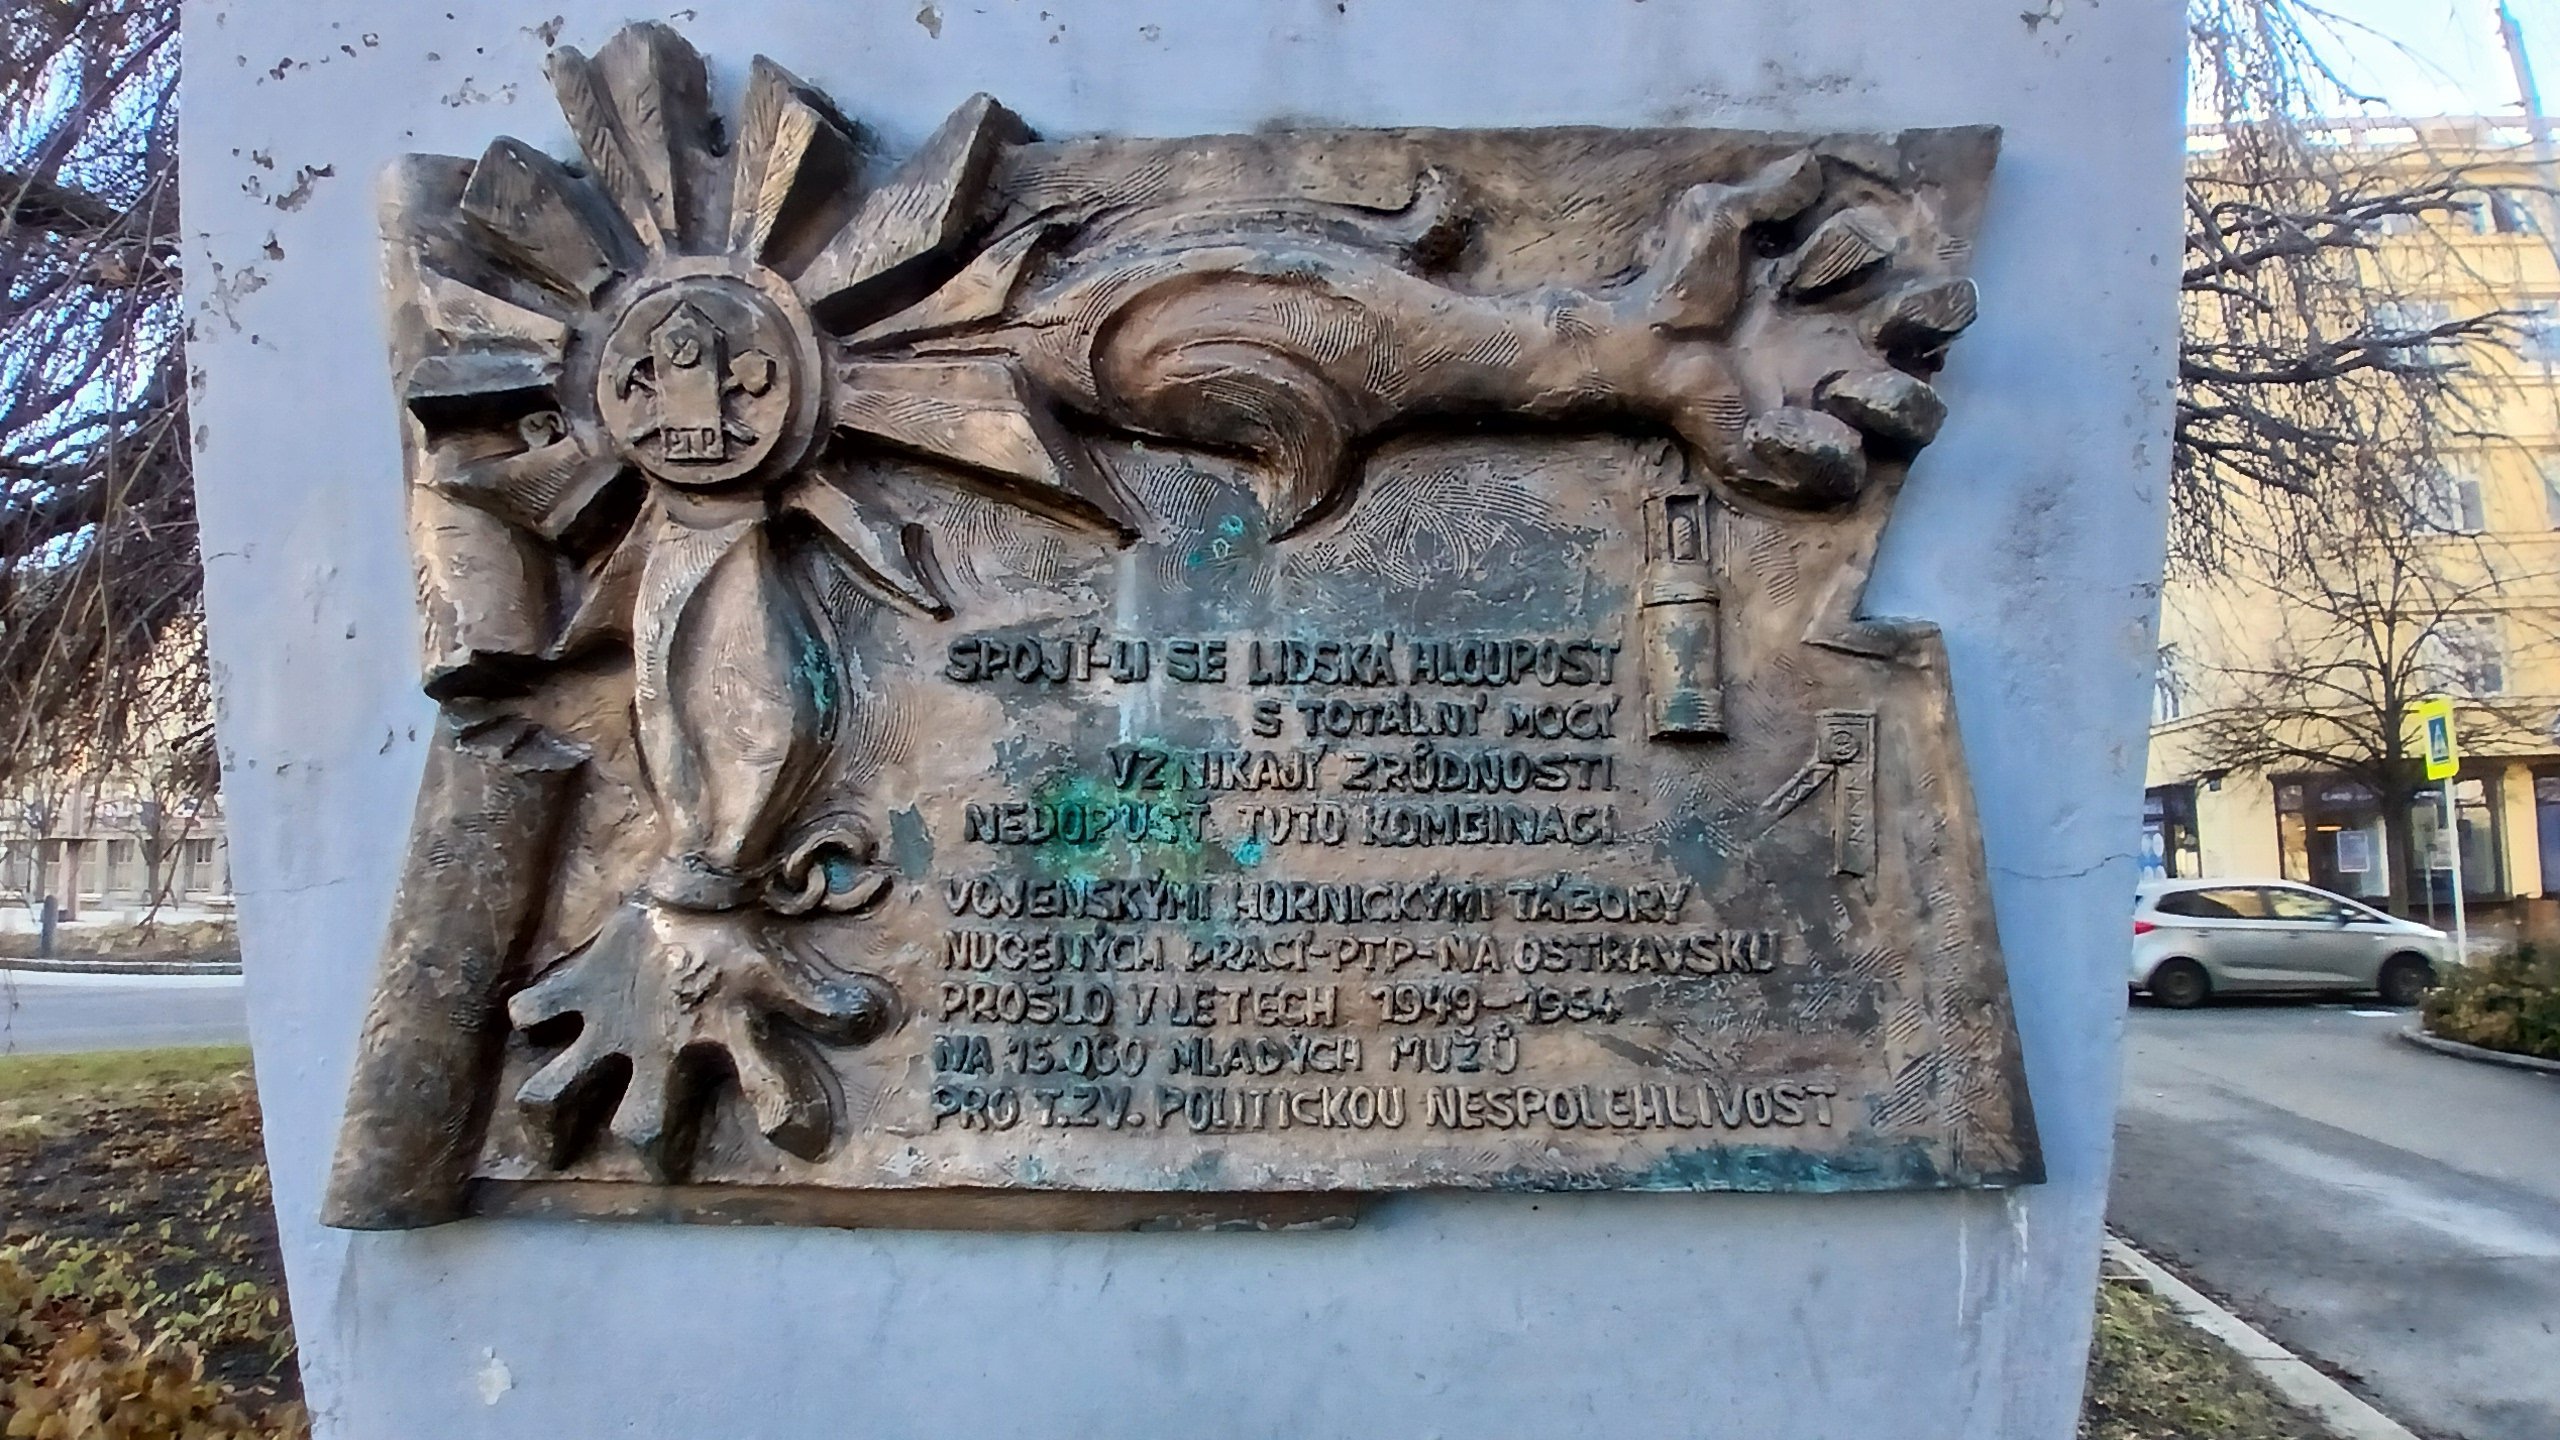 PTP
SPOJÍ-LI SE LIDSKÁ HLOUPOST
S TOTÁLNÍ MOCÍ
VZNIKAJÍ ZRŮDNOSTI
NEDOPUSŤ TUTO KOMBINACI
VOJENSKÝMI HORNICKÝMI TÁBORY
NUCENÝCH PRACÍ-PTP-NA OSTRAVSKU
PROŠLO V LETECH 1949-1954
NA 15.000 MLADÝCH MUŽŮ
PRO T.ZV. POLITICKOU NESPOLEHLIVOST